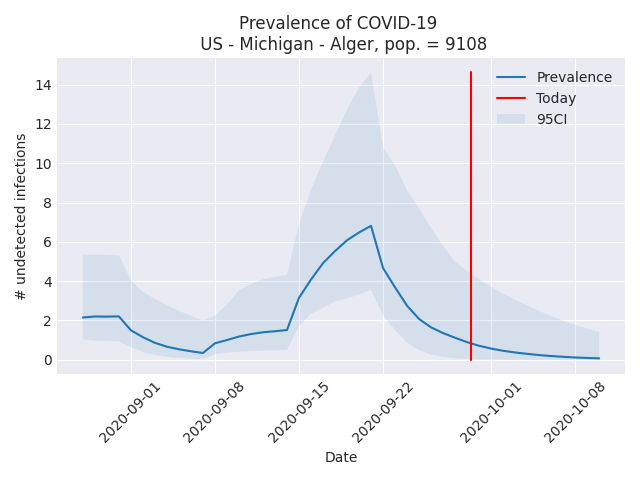 Prevalence of COVID-19
US - Michigan - Alger, pop. = 9108
# undetected infections
14
12
10
8
6
4
2
0
Prevalence
Today
95CI
2020-09-01
2020-09-08
2020-09-15
2020-09-22
2020-10-01
2020-10-08
Date